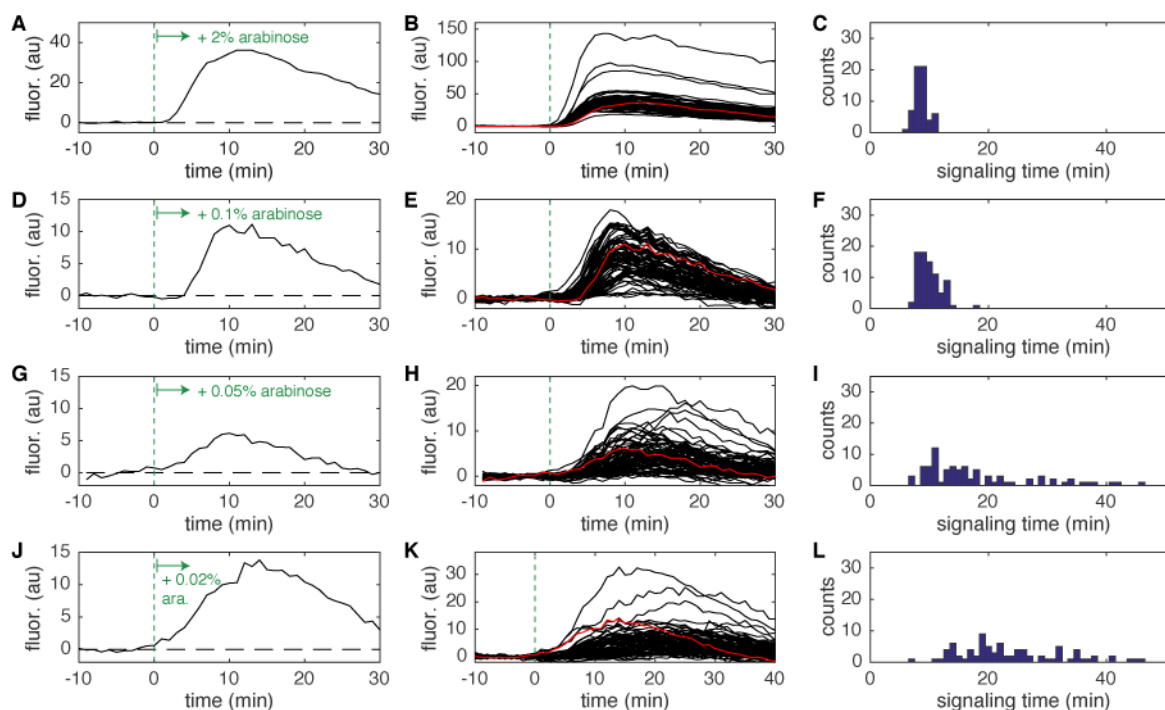 A
fluor. (au)
40
20
0
+ 2% arabinose
-10 0 10 20 30
time (min)
B
fluor. (au)
150
100
50
0
-10 0 10 20 30
time (min)
C
counts
30
20
10
0
0 20 40
signaling time (min)
D
fluor. (au)
15
10
5
0
+ 0.1% arabinose
-10 0 10 20 30
time (min)
E
fluor. (au)
20
10
0
-10 0 10 20 30
time (min)
F
counts
30
20
10
0
0 20 40
signaling time (min)
G
fluor. (au)
15
10
5
0
+ 0.05% arabinose
-10 0 10 20 30
time (min)
H
fluor. (au)
20
10
0
-10 0 10 20 30 40
time (min)
I
counts
30
20
10
0
0 20 40
signaling time (min)
J
fluor. (au)
15
10
5
0
+ 0.02%
ara.
-10 0 10 20 30
time (min)
K
fluor. (au)
30
20
10
0
-10 0 10 20 30 40
time (min)
L
counts
30
20
10
0
0 20 40
signaling time (min)